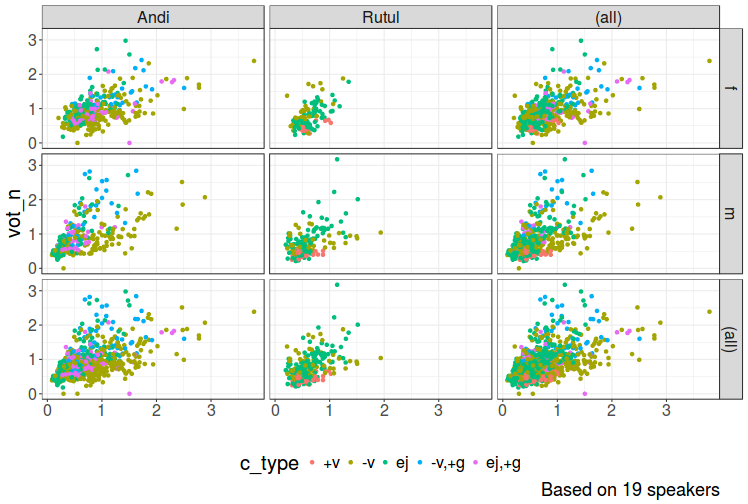 Andi Rutul (all)
3
2
1
0
f
vot_n
3
2
1
0
m
3
2
1
0
(all)
0 1 2 3 0 1 2 3 0 1 2 3
c_type +v -v ej -v,+g ej,+g
Based on 19 speakers